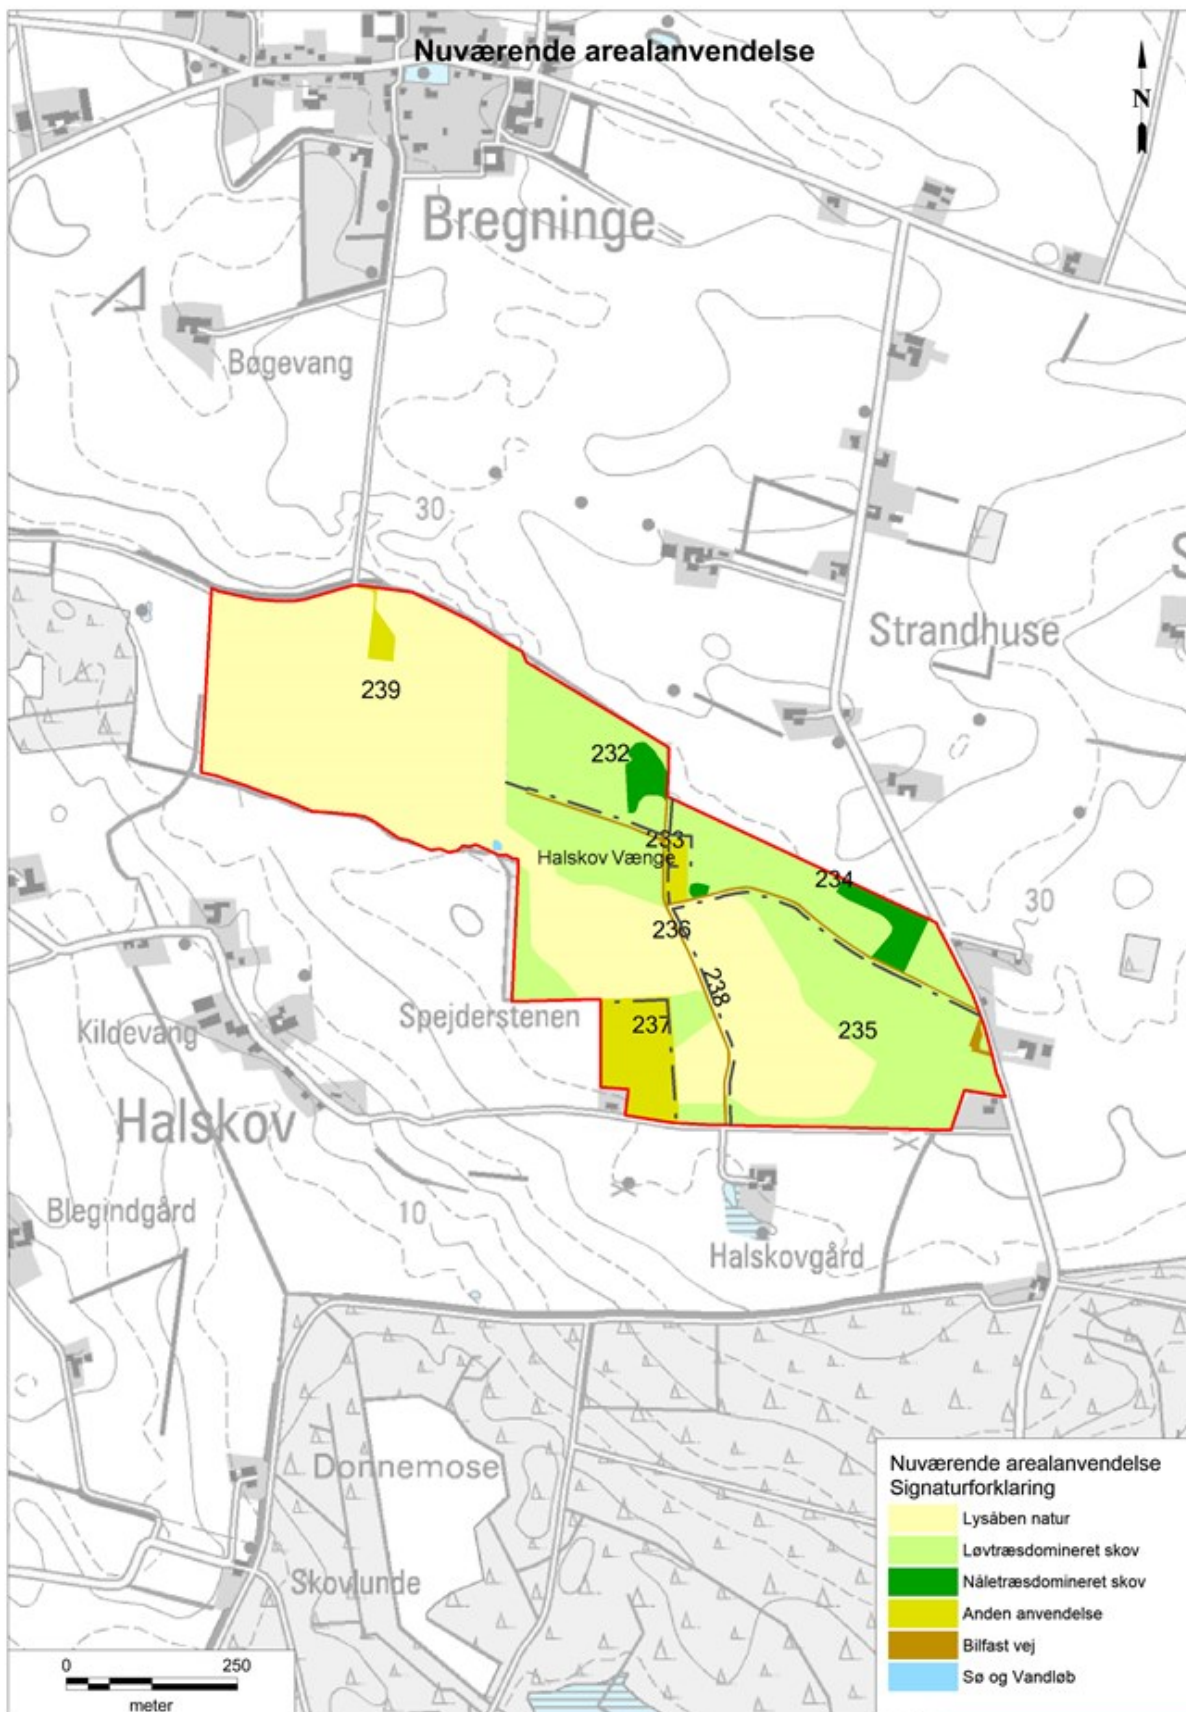 Nuværende arealanvendelse
N
Bregninge
Bøgevang
30
S
Strandhuse
239
232
233
Halskov Vænge
234
30
236
238
Spejderstenen
237
235
Kildevang
Halskov
Blegindgård
10
Halskovgård
Donnemose
Skovlunde
Nuværende arealanvendelse
Signaturforklaring
Lysåben natur
Løvtræsdomineret skov
Nåletræsdomineret skov
Anden anvendelse
Bilfast vej
Sø og Vandløb
0 250
meter